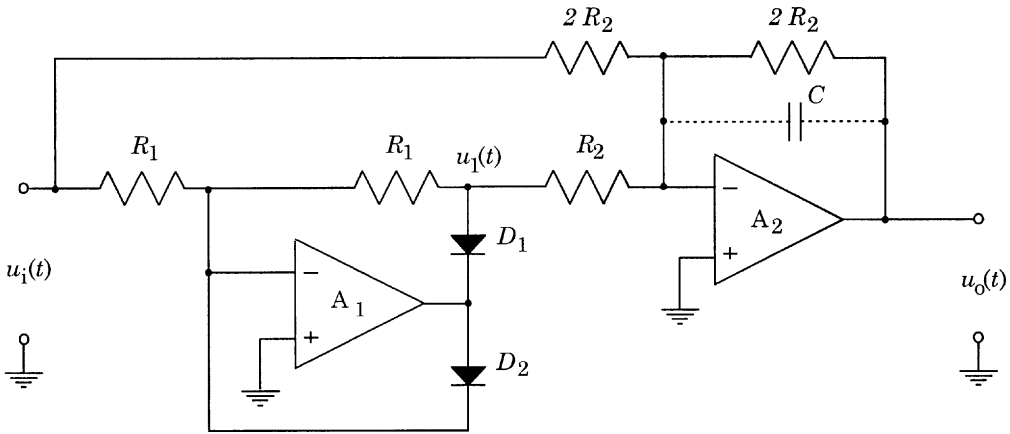 2 R₂ 2 R₂
C
R₁ R₁ u₁(t) R₂
−
A₂
+
D₁
−
A₁
+
uᵢ(t)
uₒ(t)
D₂